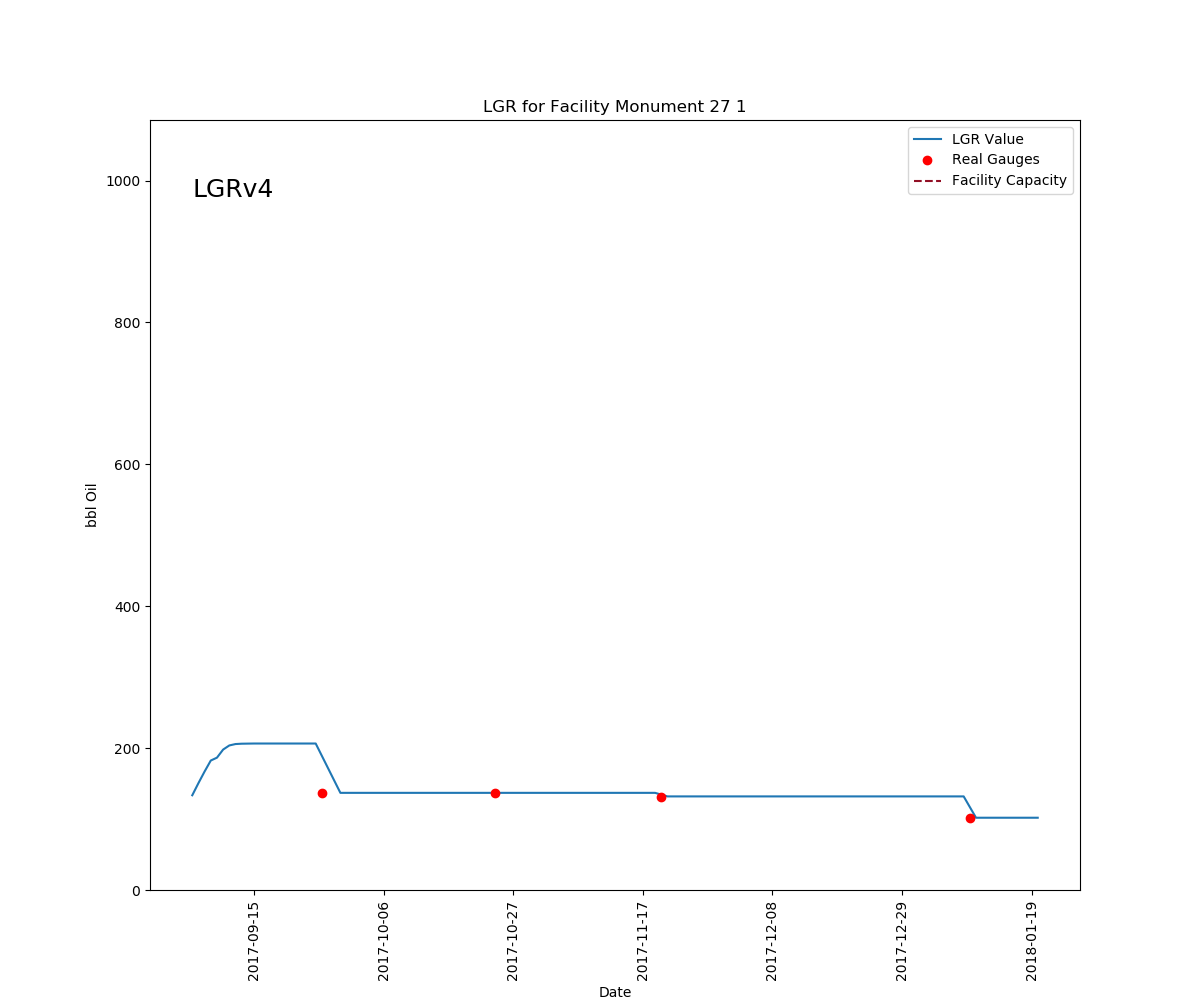 LGR for Facility Monument 27 1
LGRv4
LGR Value
Real Gauges
Facility Capacity
1000
800
600
400
200
0
bbl Oil
2017-09-15
2017-10-06
2017-10-27
2017-11-17
2017-12-08
2017-12-29
2018-01-19
Date